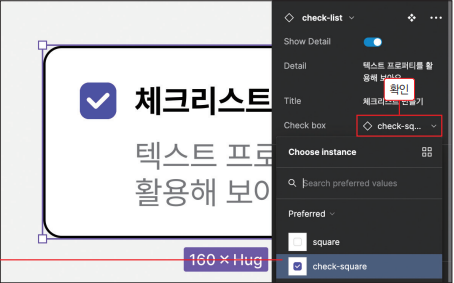 check-list
Show Detail
Detail
텍스트 프로퍼티를 활
용해 보아요
확인
Title
체크리스트 만들기
Check box
check-sq...
Choose instance
Search preferred values
Preferred
square
check-square
체크리스트
텍스트 프로
활용해 보아
160 × Hug